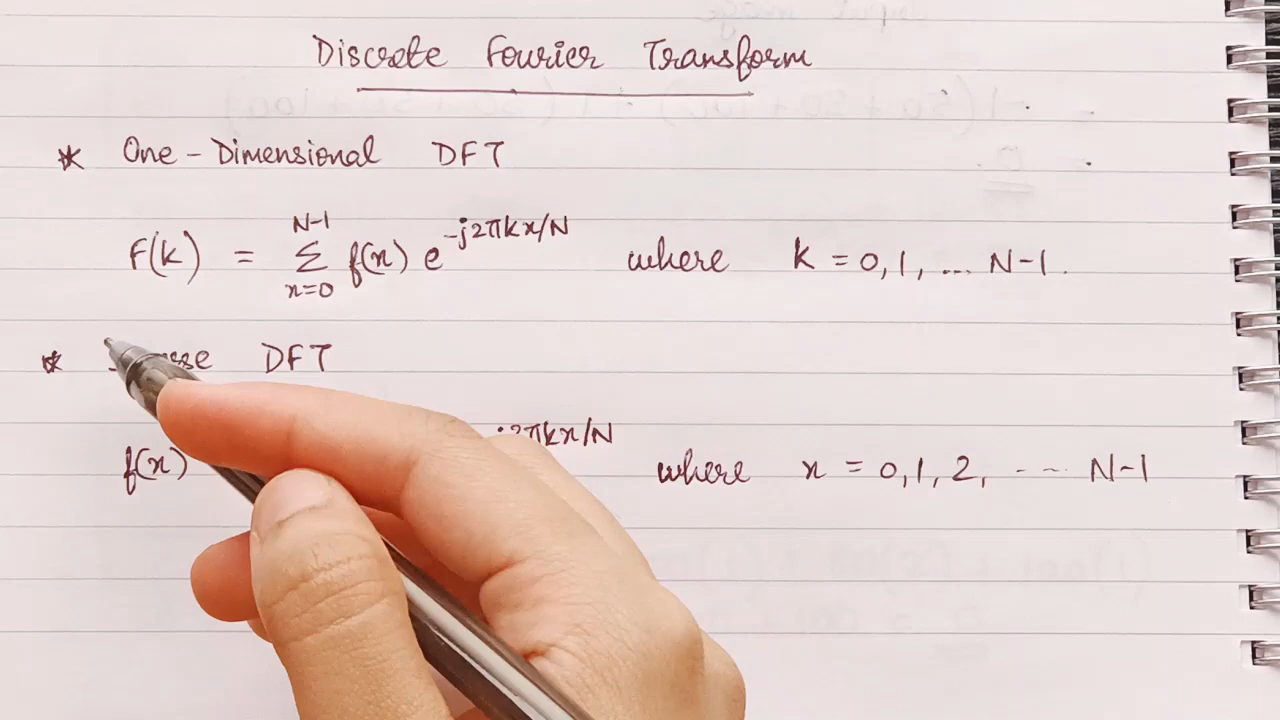 Discrete Fourier Transform
* One-Dimensional DFT
F(k) = N-1 Σ x=0 f(x) e^-j2πkx/N where k = 0,1, .... N-1.
* DFT
f(x) j2πkx/N where x = 0,1,2, ---- N-1